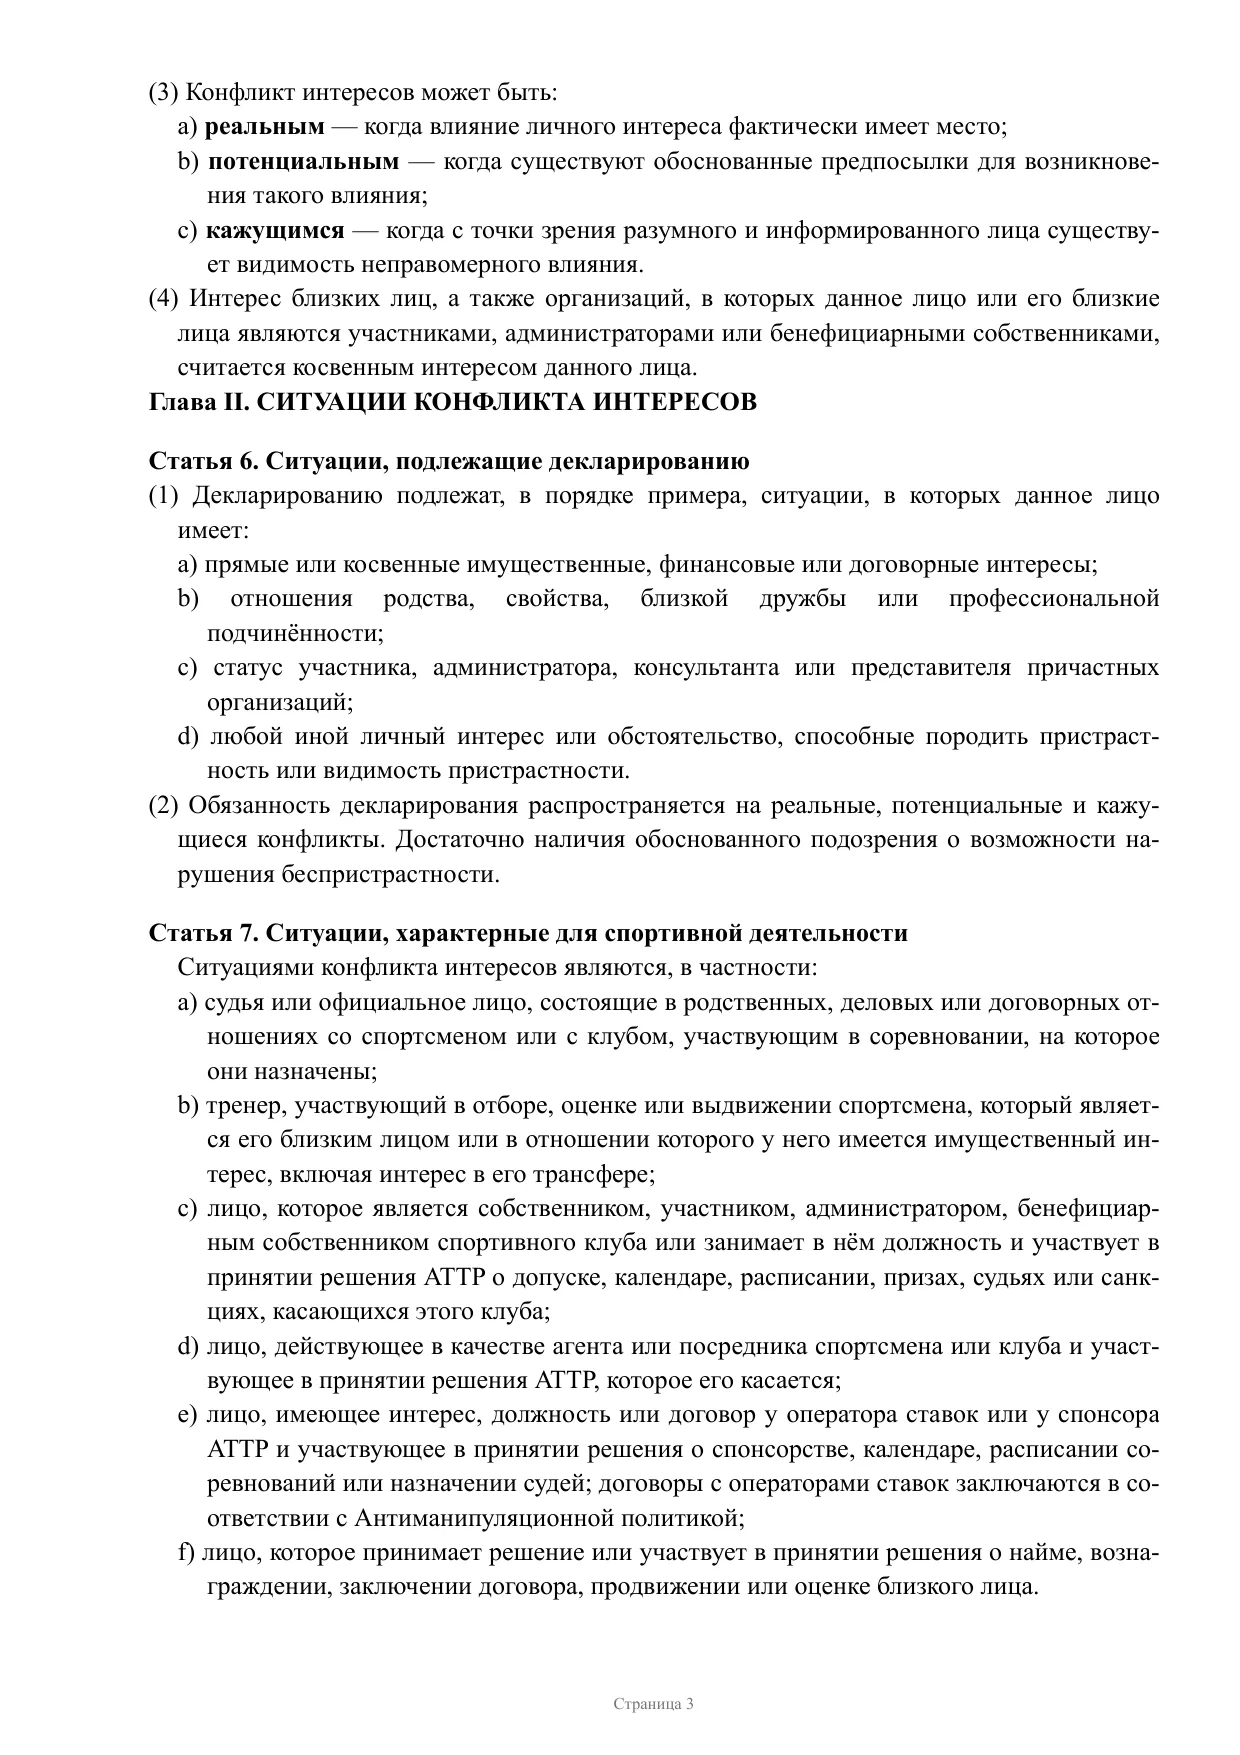 (3) Конфликт интересов может быть:
a) реальным — когда влияние личного интереса фактически имеет место;
b) потенциальным — когда существуют обоснованные предпосылки для возникнове-
ния такого влияния;
c) кажущимся — когда с точки зрения разумного и информированного лица существу-
ет видимость неправомерного влияния.
(4) Интерес близких лиц, а также организаций, в которых данное лицо или его близкие
лица являются участниками, администраторами или бенефициарными собственниками,
считается косвенным интересом данного лица.
Глава II. СИТУАЦИИ КОНФЛИКТА ИНТЕРЕСОВ
Статья 6. Ситуации, подлежащие декларированию
(1) Декларированию подлежат, в порядке примера, ситуации, в которых данное лицо
имеет:
a) прямые или косвенные имущественные, финансовые или договорные интересы;
b) отношения родства, свойства, близкой дружбы или профессиональной
подчинённости;
c) статус участника, администратора, консультанта или представителя причастных
организаций;
d) любой иной личный интерес или обстоятельство, способные породить пристраст-
ность или видимость пристрастности.
(2) Обязанность декларирования распространяется на реальные, потенциальные и кажу-
щиеся конфликты. Достаточно наличия обоснованного подозрения о возможности на-
рушения беспристрастности.
Статья 7. Ситуации, характерные для спортивной деятельности
Ситуациями конфликта интересов являются, в частности:
a) судья или официальное лицо, состоящие в родственных, деловых или договорных от-
ношениях со спортсменом или с клубом, участвующим в соревновании, на которое
они назначены;
b) тренер, участвующий в отборе, оценке или выдвижении спортсмена, который являет-
ся его близким лицом или в отношении которого у него имеется имущественный ин-
терес, включая интерес в его трансфере;
c) лицо, которое является собственником, участником, администратором, бенефициар-
ным собственником спортивного клуба или занимает в нём должность и участвует в
принятии решения АТТР о допуске, календаре, расписании, призах, судьях или санк-
циях, касающихся этого клуба;
d) лицо, действующее в качестве агента или посредника спортсмена или клуба и участ-
вующее в принятии решения АТТР, которое его касается;
e) лицо, имеющее интерес, должность или договор у оператора ставок или у спонсора
АТТР и участвующее в принятии решения о спонсорстве, календаре, расписании со-
ревнований или назначении судей; договоры с операторами ставок заключаются в со-
ответствии с Антиманипуляционной политикой;
f) лицо, которое принимает решение или участвует в принятии решения о найме, возна-
граждении, заключении договора, продвижении или оценке близкого лица.
Страница 3